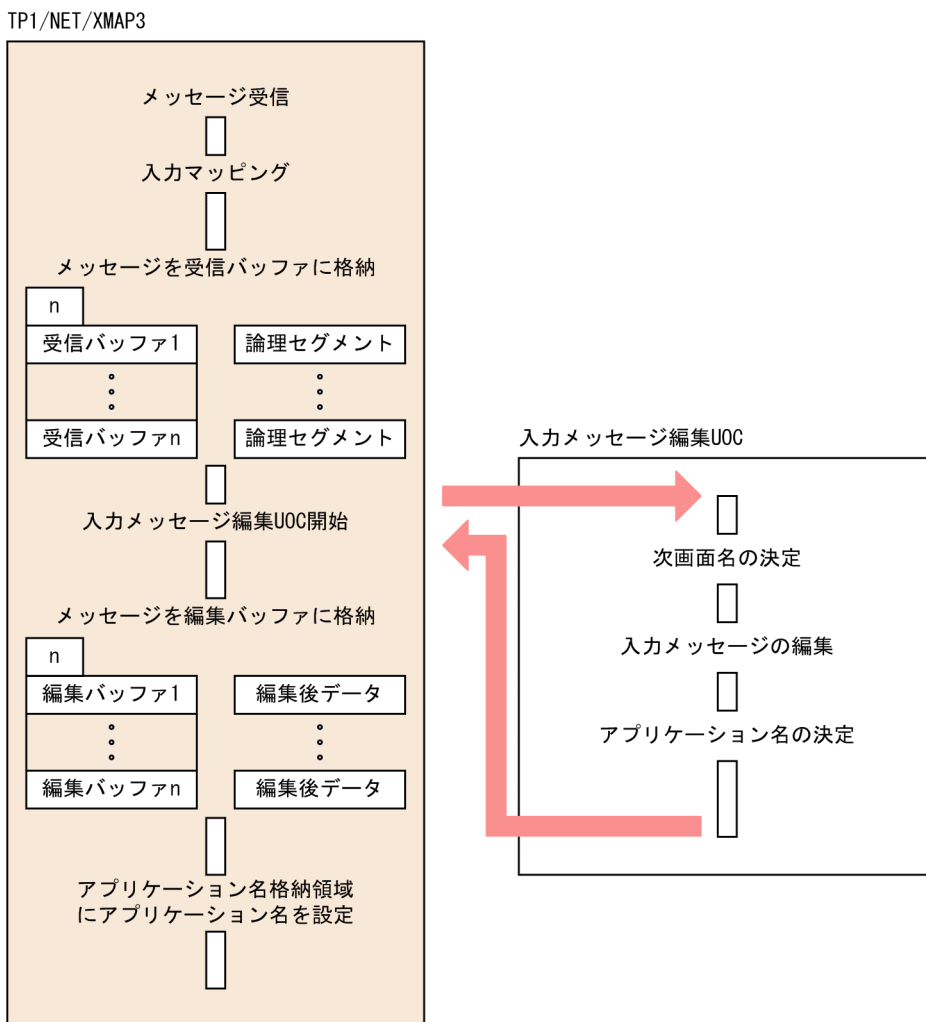 TP1/NET/XMAP3
メッセージ受信
入力マッピング
メッセージを受信バッファに格納
n
受信バッファ1
論理セグメント
受信バッファn
論理セグメント
入力メッセージ編集UOC開始
メッセージを編集バッファに格納
n
編集バッファ1
編集後データ
編集バッファn
編集後データ
アプリケーション名格納領域
にアプリケーション名を設定
入力メッセージ編集UOC
次画面名の決定
入力メッセージの編集
アプリケーション名の決定